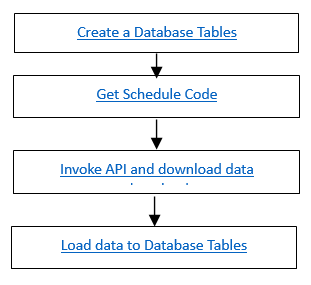 Create a Database Tables
Get Schedule Code
Invoke API and download data
Load data to Database Tables